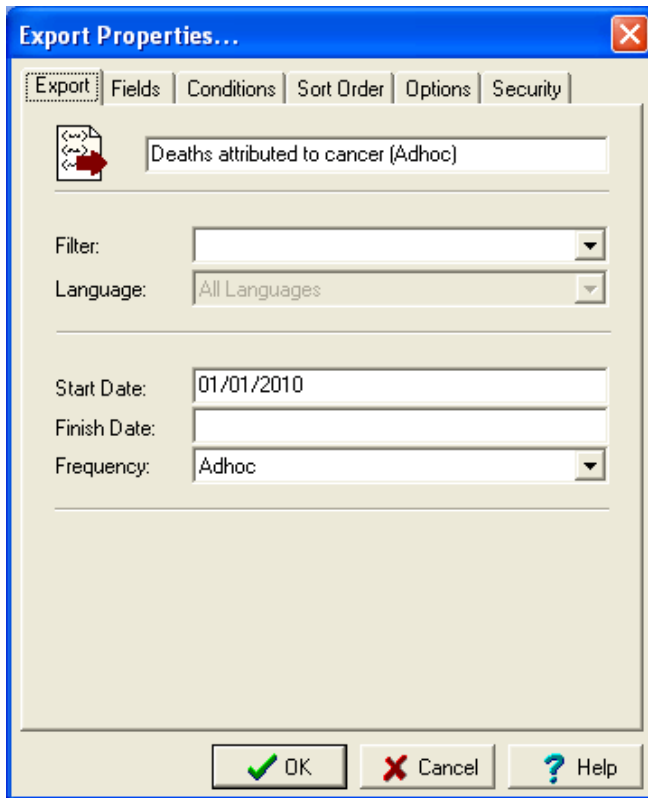 Export Properties...
Export Fields Conditions Sort Order Options Security
Deaths attributed to cancer (Adhoc)
Filter:
Language: All Languages
Start Date: 01/01/2010
Finish Date:
Frequency: Adhoc
OK Cancel ? Help